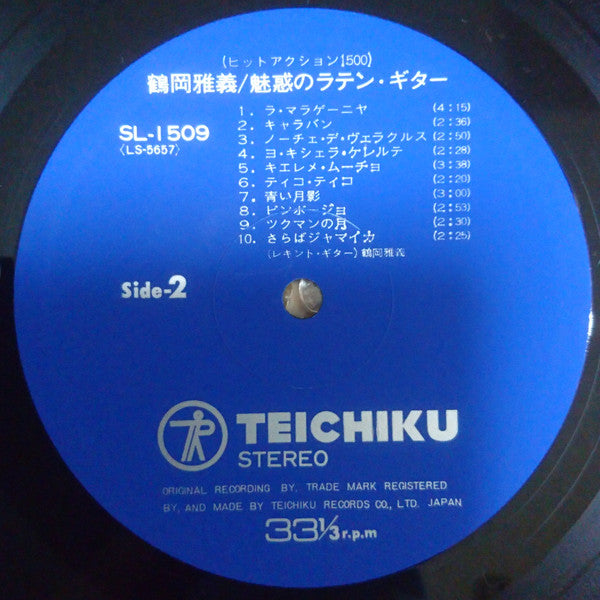 (ヒットアクション1500)
鶴岡雅義/魅惑のラテン・ギター
SL-1509
〈LS-5657〉
1. ラ・マラゲーニヤ (4:15)
2. キャラバン (2:36)
3. ノーチェ・デ・ヴェラクルス (2:50)
4. ヨ・キシェラ・ケレルテ (2:28)
5. キエレメ・ムーチョ (3:38)
6. ティコ・ティコ (2:20)
7. 青い月影 (3:00)
8. ピンポージョ (2:53)
9. ツクマンの月 (2:30)
10. さらばジャマイカ (2:25)
(レキント・ギター) 鶴岡雅義
Side-2
TEICHIKU
STEREO
ORIGINAL RECORDING BY, TRADE MARK REGISTERED
BY, AND MADE BY TEICHIKU RECORDS CO., LTD. JAPAN
33 1/3 r.p.m